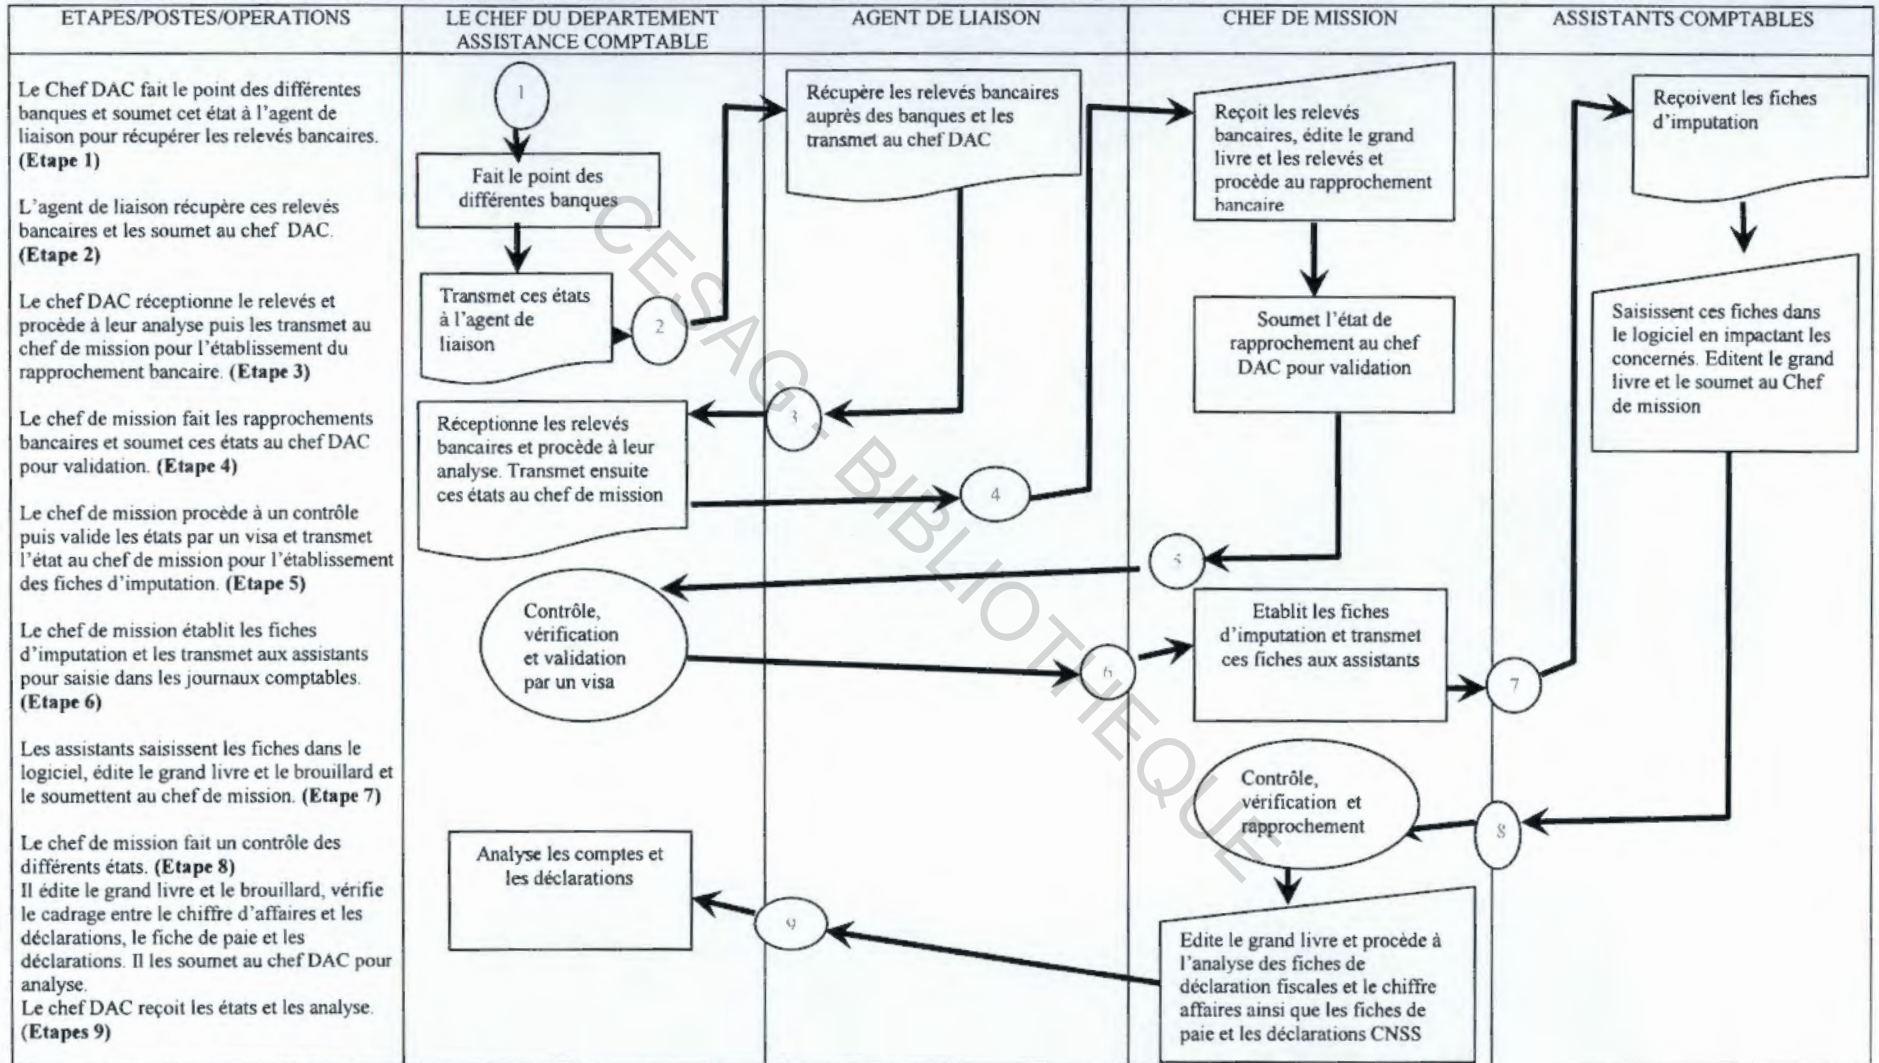 ETAPES/POSTES/OPERATIONS
LE CHEF DU DEPARTEMENT
ASSISTANCE COMPTABLE
AGENT DE LIAISON
CHEF DE MISSION
ASSISTANTS COMPTABLES
Le Chef DAC fait le point des différentes
banques et soumet cet état à l'agent de
liaison pour récupérer les relevés bancaires.
(Etape 1)
L'agent de liaison récupère ces relevés
bancaires et les soumet au chef DAC.
(Etape 2)
Le chef DAC réceptionne le relevés et
procède à leur analyse puis les transmet au
chef de mission pour l'établissement du
rapprochement bancaire. (Etape 3)
Le chef de mission fait les rapprochements
bancaires et soumet ces états au chef DAC
pour validation. (Etape 4)
Le chef de mission procède à un contrôle
puis valide les états par un visa et transmet
l'état au chef de mission pour l'établissement
des fiches d'imputation. (Etape 5)
Le chef de mission établit les fiches
d'imputation et les transmet aux assistants
pour saisie dans les journaux comptables.
(Etape 6)
Les assistants saisissent les fiches dans le
logiciel, édite le grand livre et le brouillard et
le soumettent au chef de mission. (Etape 7)
Le chef de mission fait un contrôle des
différents états. (Etape 8)
Il édite le grand livre et le brouillard, vérifie
le cadrage entre le chiffre d'affaires et les
déclarations, le fiche de paie et les
déclarations. Il les soumet au chef DAC pour
analyse.
Le chef DAC reçoit les états et les analyse.
(Etapes 9)
1
Fait le point des
différentes banques
Transmet ces états
à l'agent de
liaison
2
Réceptionne les relevés
bancaires et procède à leur
analyse. Transmet ensuite
ces états au chef de mission
Contrôle,
vérification
et validation
par un visa
Analyse les comptes et
les déclarations
Récupère les relevés bancaires
auprès des banques et les
transmet au chef DAC
3
4
6
9
Reçoit les relevés
bancaires, édite le grand
livre et les relevés et
procède au rapprochement
bancaire
Soumet l'état de
rapprochement au chef
DAC pour validation
5
Etablit les fiches
d'imputation et transmet
ces fiches aux assistants
Contrôle,
vérification et
rapprochement
Edite le grand livre et procède à
l'analyse des fiches de
déclaration fiscales et le chiffre
affaires ainsi que les fiches de
paie et les déclarations CNSS
Reçoivent les fiches
d'imputation
Saisissent ces fiches dans
le logiciel en impactant les
concernés. Editent le grand
livre et le soumet au Chef
de mission
7
8
CESAG - BIBLIOTHEQUE